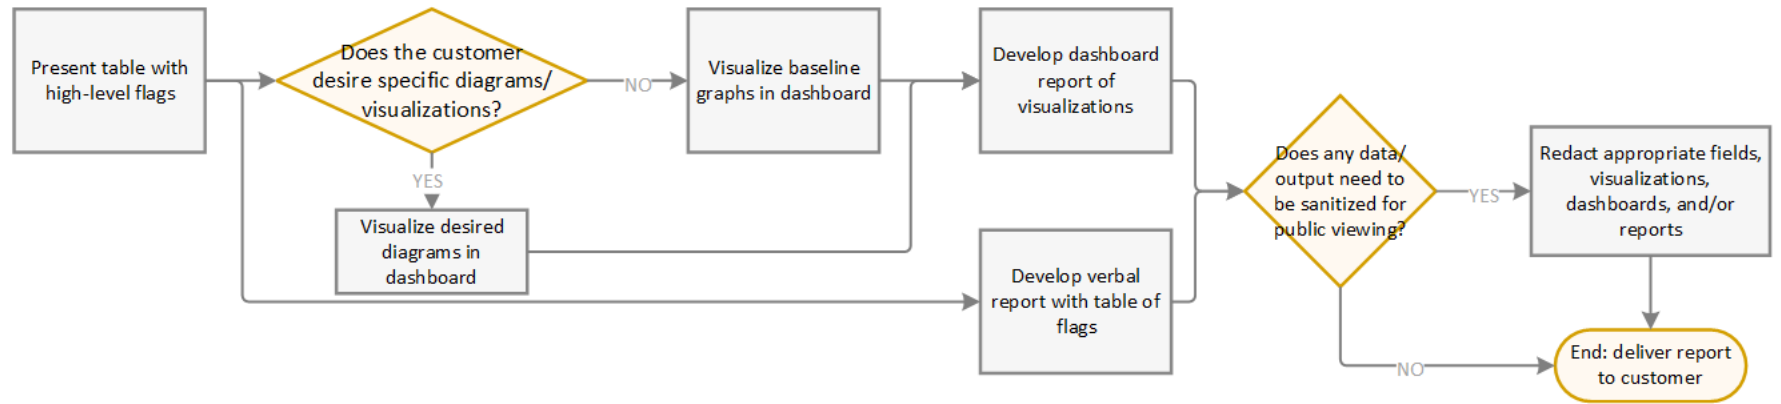 Present table with
high-level flags
Does the customer
desire specific diagrams/
visualizations?
NO
YES
Visualize desired
diagrams in
dashboard
Visualize baseline
graphs in dashboard
Develop dashboard
report of
visualizations
Develop verbal
report with table of
flags
Does any data/
output need to
be sanitized for
public viewing?
YES
NO
Redact appropriate fields,
visualizations,
dashboards, and/or
reports
End: deliver report
to customer